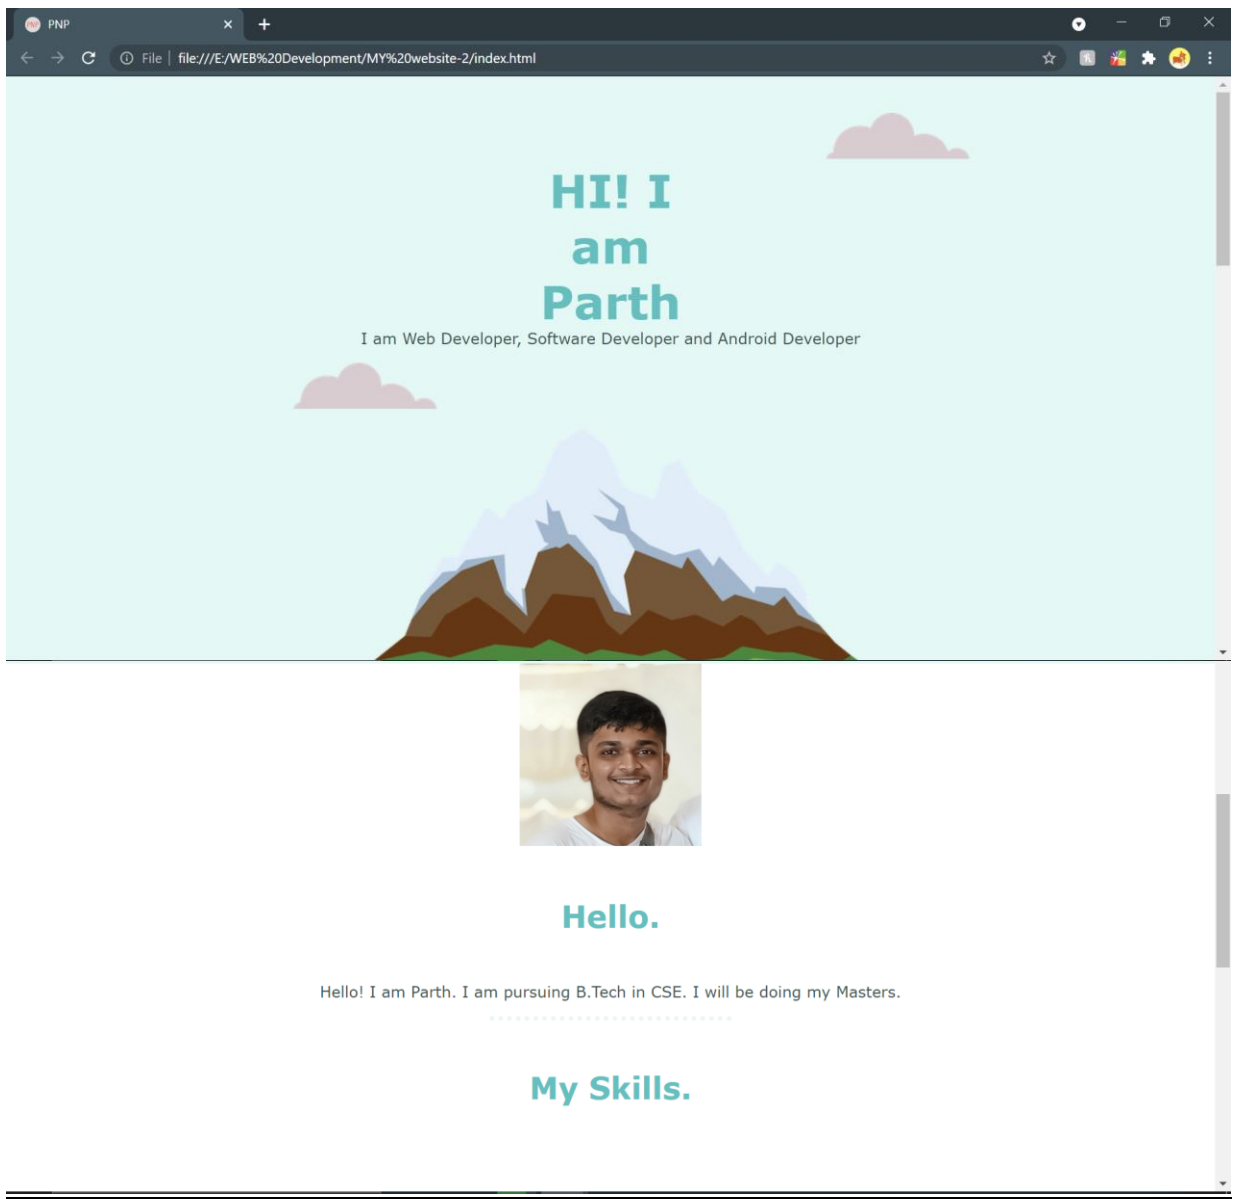 PNP
File | file:///E:/WEB%20Development/MY%20website-2/index.html
HI! I
am
Parth
I am Web Developer, Software Developer and Android Developer
Hello.
Hello! I am Parth. I am pursuing B.Tech in CSE. I will be doing my Masters.
My Skills.